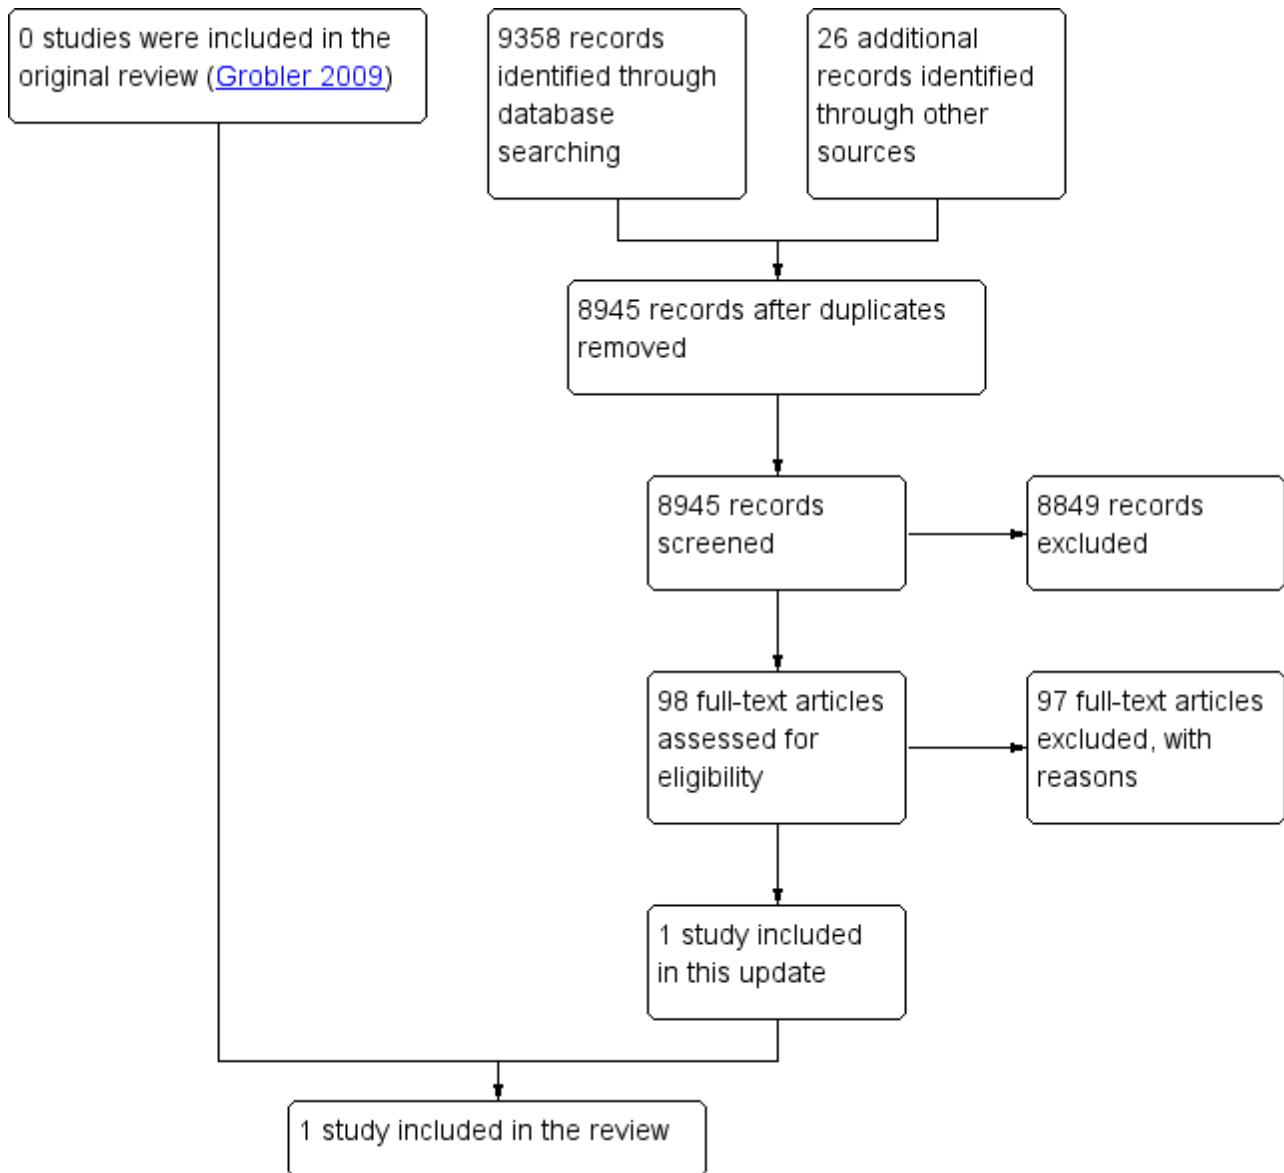 0 studies were included in the
original review (Grobler 2009)
9358 records
identified through
database
searching
26 additional
records identified
through other
sources
8945 records after duplicates
removed
8945 records
screened
8849 records
excluded
98 full-text articles
assessed for
eligibility
97 full-text articles
excluded, with
reasons
1 study included
in this update
1 study included in the review